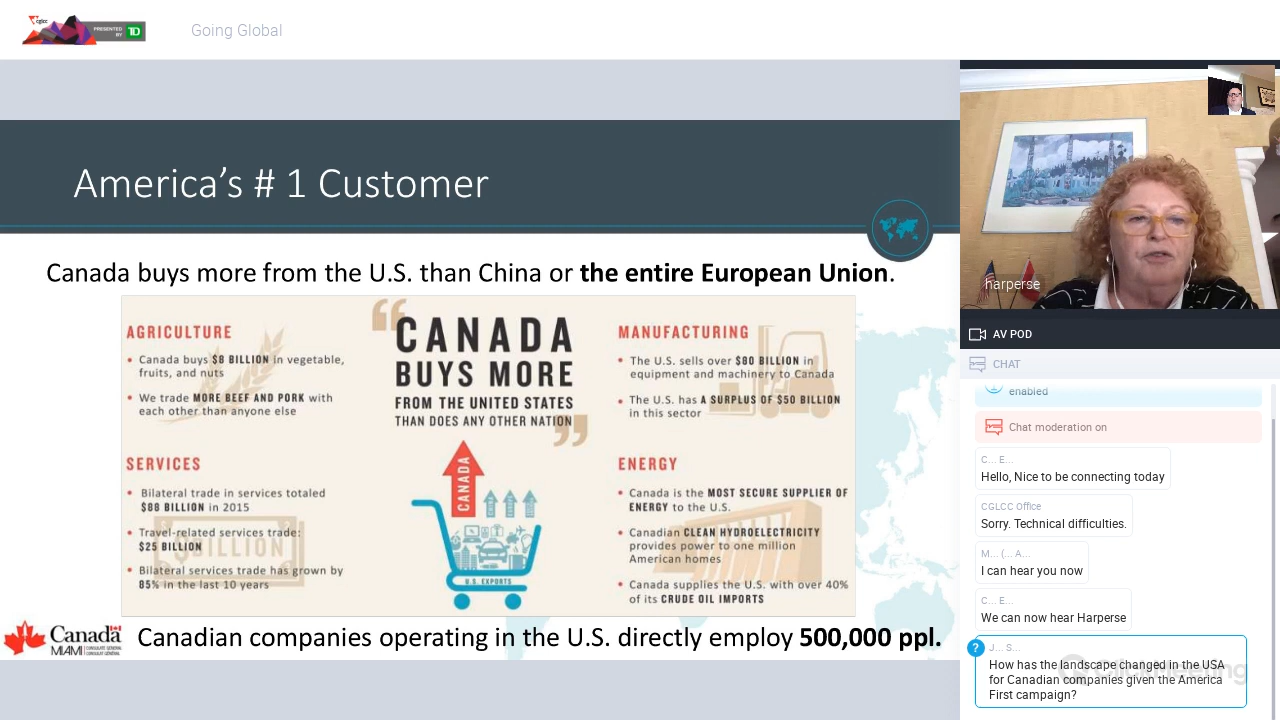 cglcc
PRESENTED
BY
TD
Going Global
America’s # 1 Customer
Canada buys more from the U.S. than China or the entire European Union.
AGRICULTURE
• Canada buys $8 BILLION in vegetable,
fruits, and nuts
• We trade MORE BEEF AND PORK with
each other than anyone else
SERVICES
• Bilateral trade in services totaled
$88 BILLION in 2015
• Travel-related services trade:
$25 BILLION
• Bilateral services trade has grown by
85% in the last 10 years
“
CANADA
BUYS MORE
FROM THE UNITED STATES
THAN DOES ANY OTHER NATION
”
CANADA
U.S. EXPORTS
MANUFACTURING
• The U.S. sells over $80 BILLION in
equipment and machinery to Canada
• The U.S. has A SURPLUS OF $50 BILLION
in this sector
ENERGY
• Canada is the MOST SECURE SUPPLIER OF
ENERGY to the U.S.
• Canadian CLEAN HYDROELECTRICITY
provides power to one million
American homes
• Canada supplies the U.S. with over 40%
of its CRUDE OIL IMPORTS
Canada
MIAMI
Canadian companies operating in the U.S. directly employ 500,000 ppl.
harperse
AV POD
CHAT
enabled
Chat moderation on
C... E...
Hello, Nice to be connecting today
CGLCC Office
Sorry. Technical difficulties.
M... (... A...
I can hear you now
C... E...
We can now hear Harperse
?
J... S...
How has the landscape changed in the USA
for Canadian companies given the America
First campaign?
ClickMeeting